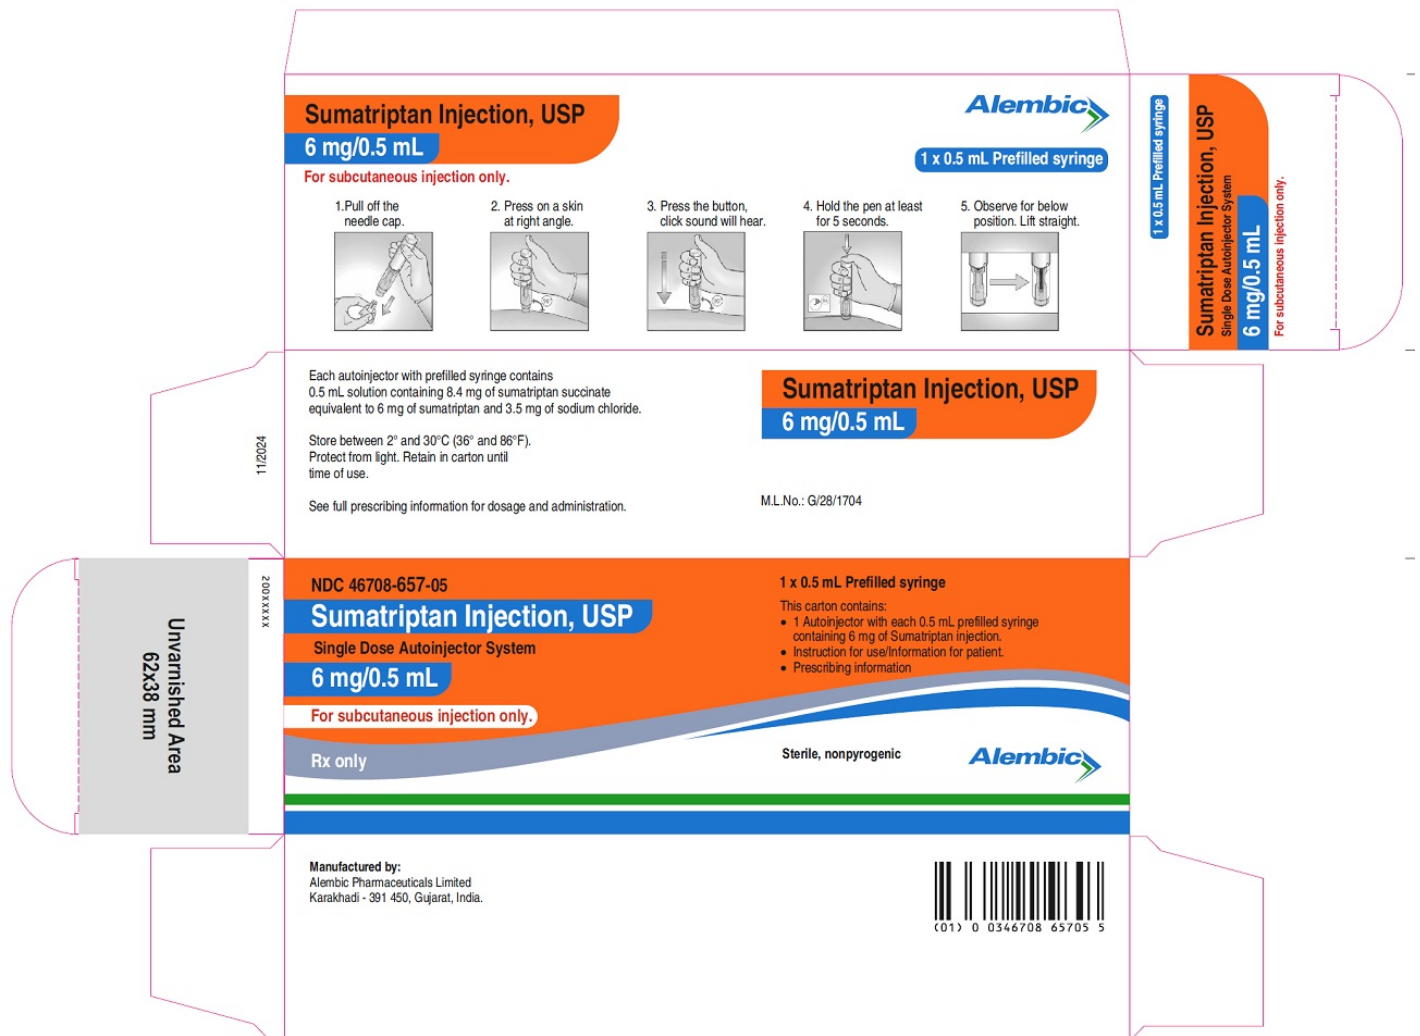 Sumatriptan Injection, USP
6 mg/0.5 mL
For subcutaneous injection only.
Alembic
1 x 0.5 mL Prefilled syringe
1.Pull off the
needle cap.
2. Press on a skin
at right angle.
3. Press the button,
click sound will hear.
4. Hold the pen at least
for 5 seconds.
5. Observe for below
position. Lift straight.
90°
90°
1 x 0.5 mL Prefilled syringe
Sumatriptan Injection, USP
Single Dose Autoinjector System
6 mg/0.5 mL
For subcutaneous injection only.
11/2024
Each autoinjector with prefilled syringe contains
0.5 mL solution containing 8.4 mg of sumatriptan succinate
equivalent to 6 mg of sumatriptan and 3.5 mg of sodium chloride.
Store between 2° and 30°C (36° and 86°F).
Protect from light. Retain in carton until
time of use.
See full prescribing information for dosage and administration.
Sumatriptan Injection, USP
6 mg/0.5 mL
M.L.No.: G/28/1704
Unvarnished Area
62x38 mm
200XXXXX
NDC 46708-657-05
Sumatriptan Injection, USP
Single Dose Autoinjector System
6 mg/0.5 mL
For subcutaneous injection only.
Rx only
1 x 0.5 mL Prefilled syringe
This carton contains:
● 1 Autoinjector with each 0.5 mL prefilled syringe
containing 6 mg of Sumatriptan injection.
● Instruction for use/Information for patient.
● Prescribing information
Sterile, nonpyrogenic
Alembic
Manufactured by:
Alembic Pharmaceuticals Limited
Karakhadi - 391 450, Gujarat, India.
(01) 0 0346708 65705 5